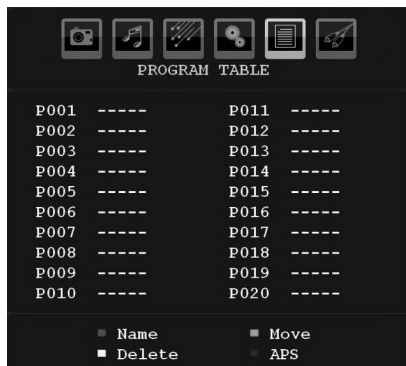 PROGRAM TABLE
P001 ----- P011 -----
P002 ----- P012 -----
P003 ----- P013 -----
P004 ----- P014 -----
P005 ----- P015 -----
P006 ----- P016 -----
P007 ----- P017 -----
P008 ----- P018 -----
P009 ----- P019 -----
P010 ----- P020 -----
Name Move
Delete APS